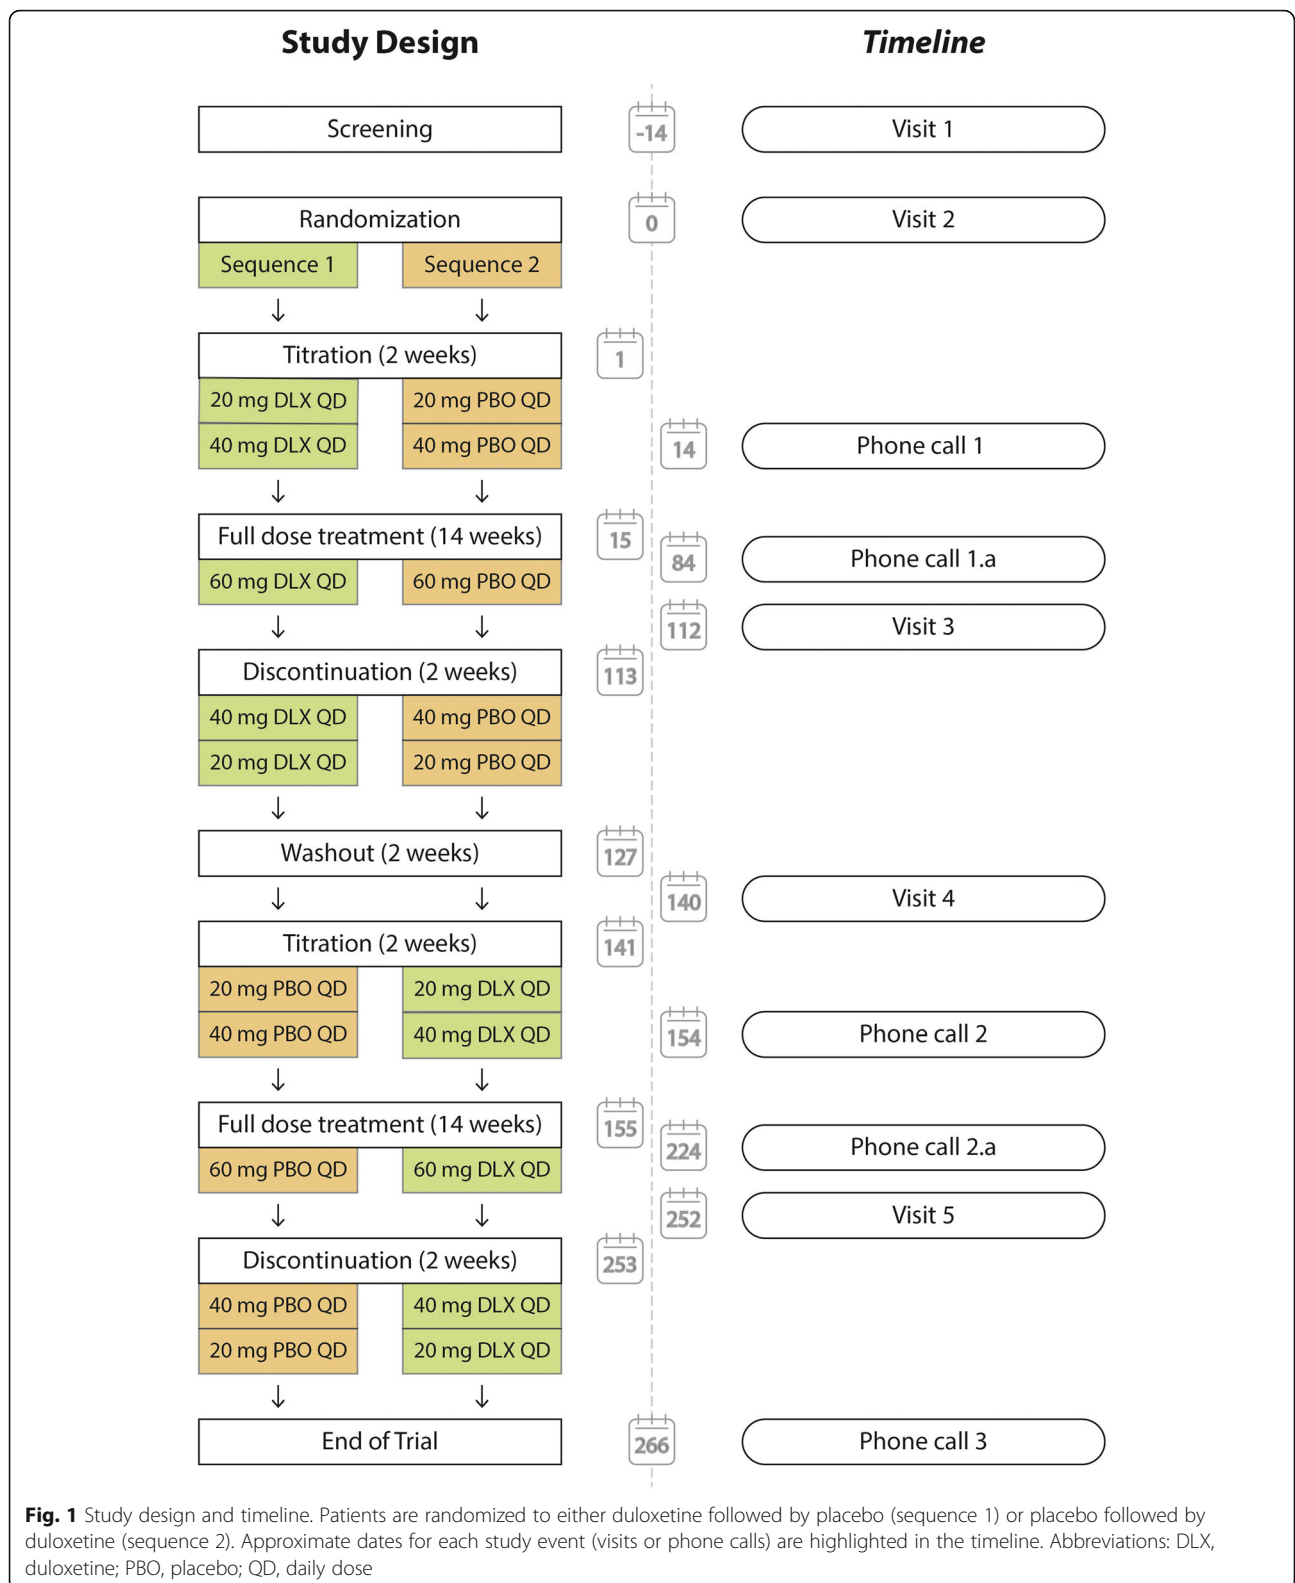 Study Design
Timeline
Screening
-14
Visit 1
Randomization
0
Visit 2
Sequence 1
Sequence 2
Titration (2 weeks)
1
20 mg DLX QD
20 mg PBO QD
40 mg DLX QD
40 mg PBO QD
14
Phone call 1
Full dose treatment (14 weeks)
15
84
Phone call 1.a
60 mg DLX QD
60 mg PBO QD
112
Visit 3
Discontinuation (2 weeks)
113
40 mg DLX QD
40 mg PBO QD
20 mg DLX QD
20 mg PBO QD
Washout (2 weeks)
127
140
Visit 4
Titration (2 weeks)
141
20 mg PBO QD
20 mg DLX QD
40 mg PBO QD
40 mg DLX QD
154
Phone call 2
Full dose treatment (14 weeks)
155
224
Phone call 2.a
60 mg PBO QD
60 mg DLX QD
252
Visit 5
Discontinuation (2 weeks)
253
40 mg PBO QD
40 mg DLX QD
20 mg PBO QD
20 mg DLX QD
End of Trial
266
Phone call 3
Fig. 1 Study design and timeline. Patients are randomized to either duloxetine followed by placebo (sequence 1) or placebo followed by
duloxetine (sequence 2). Approximate dates for each study event (visits or phone calls) are highlighted in the timeline. Abbreviations: DLX,
duloxetine; PBO, placebo; QD, daily dose